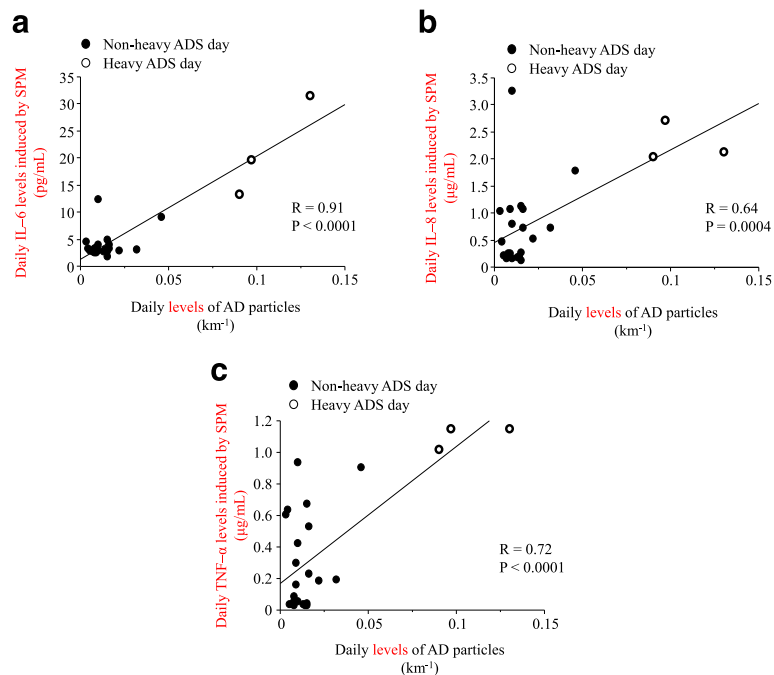 a
Non-heavy ADS day
Heavy ADS day
Daily IL–6 levels induced by SPM
(pg/mL)
35
30
25
20
15
10
5
0
0
0.05
0.1
0.15
R = 0.91
P < 0.0001
Daily levels of AD particles
(km-1)
b
Non-heavy ADS day
Heavy ADS day
Daily IL–8 levels induced by SPM
(μg/mL)
3.5
3.0
2.5
2.0
1.5
1.0
0.5
0
0
0.05
0.1
0.15
R = 0.64
P = 0.0004
Daily levels of AD particles
(km-1)
c
Non-heavy ADS day
Heavy ADS day
Daily TNF–α levels induced by SPM
(μg/mL)
1.2
1.0
0.8
0.6
0.4
0.2
0
0
0.05
0.1
0.15
R = 0.72
P < 0.0001
Daily levels of AD particles
(km-1)